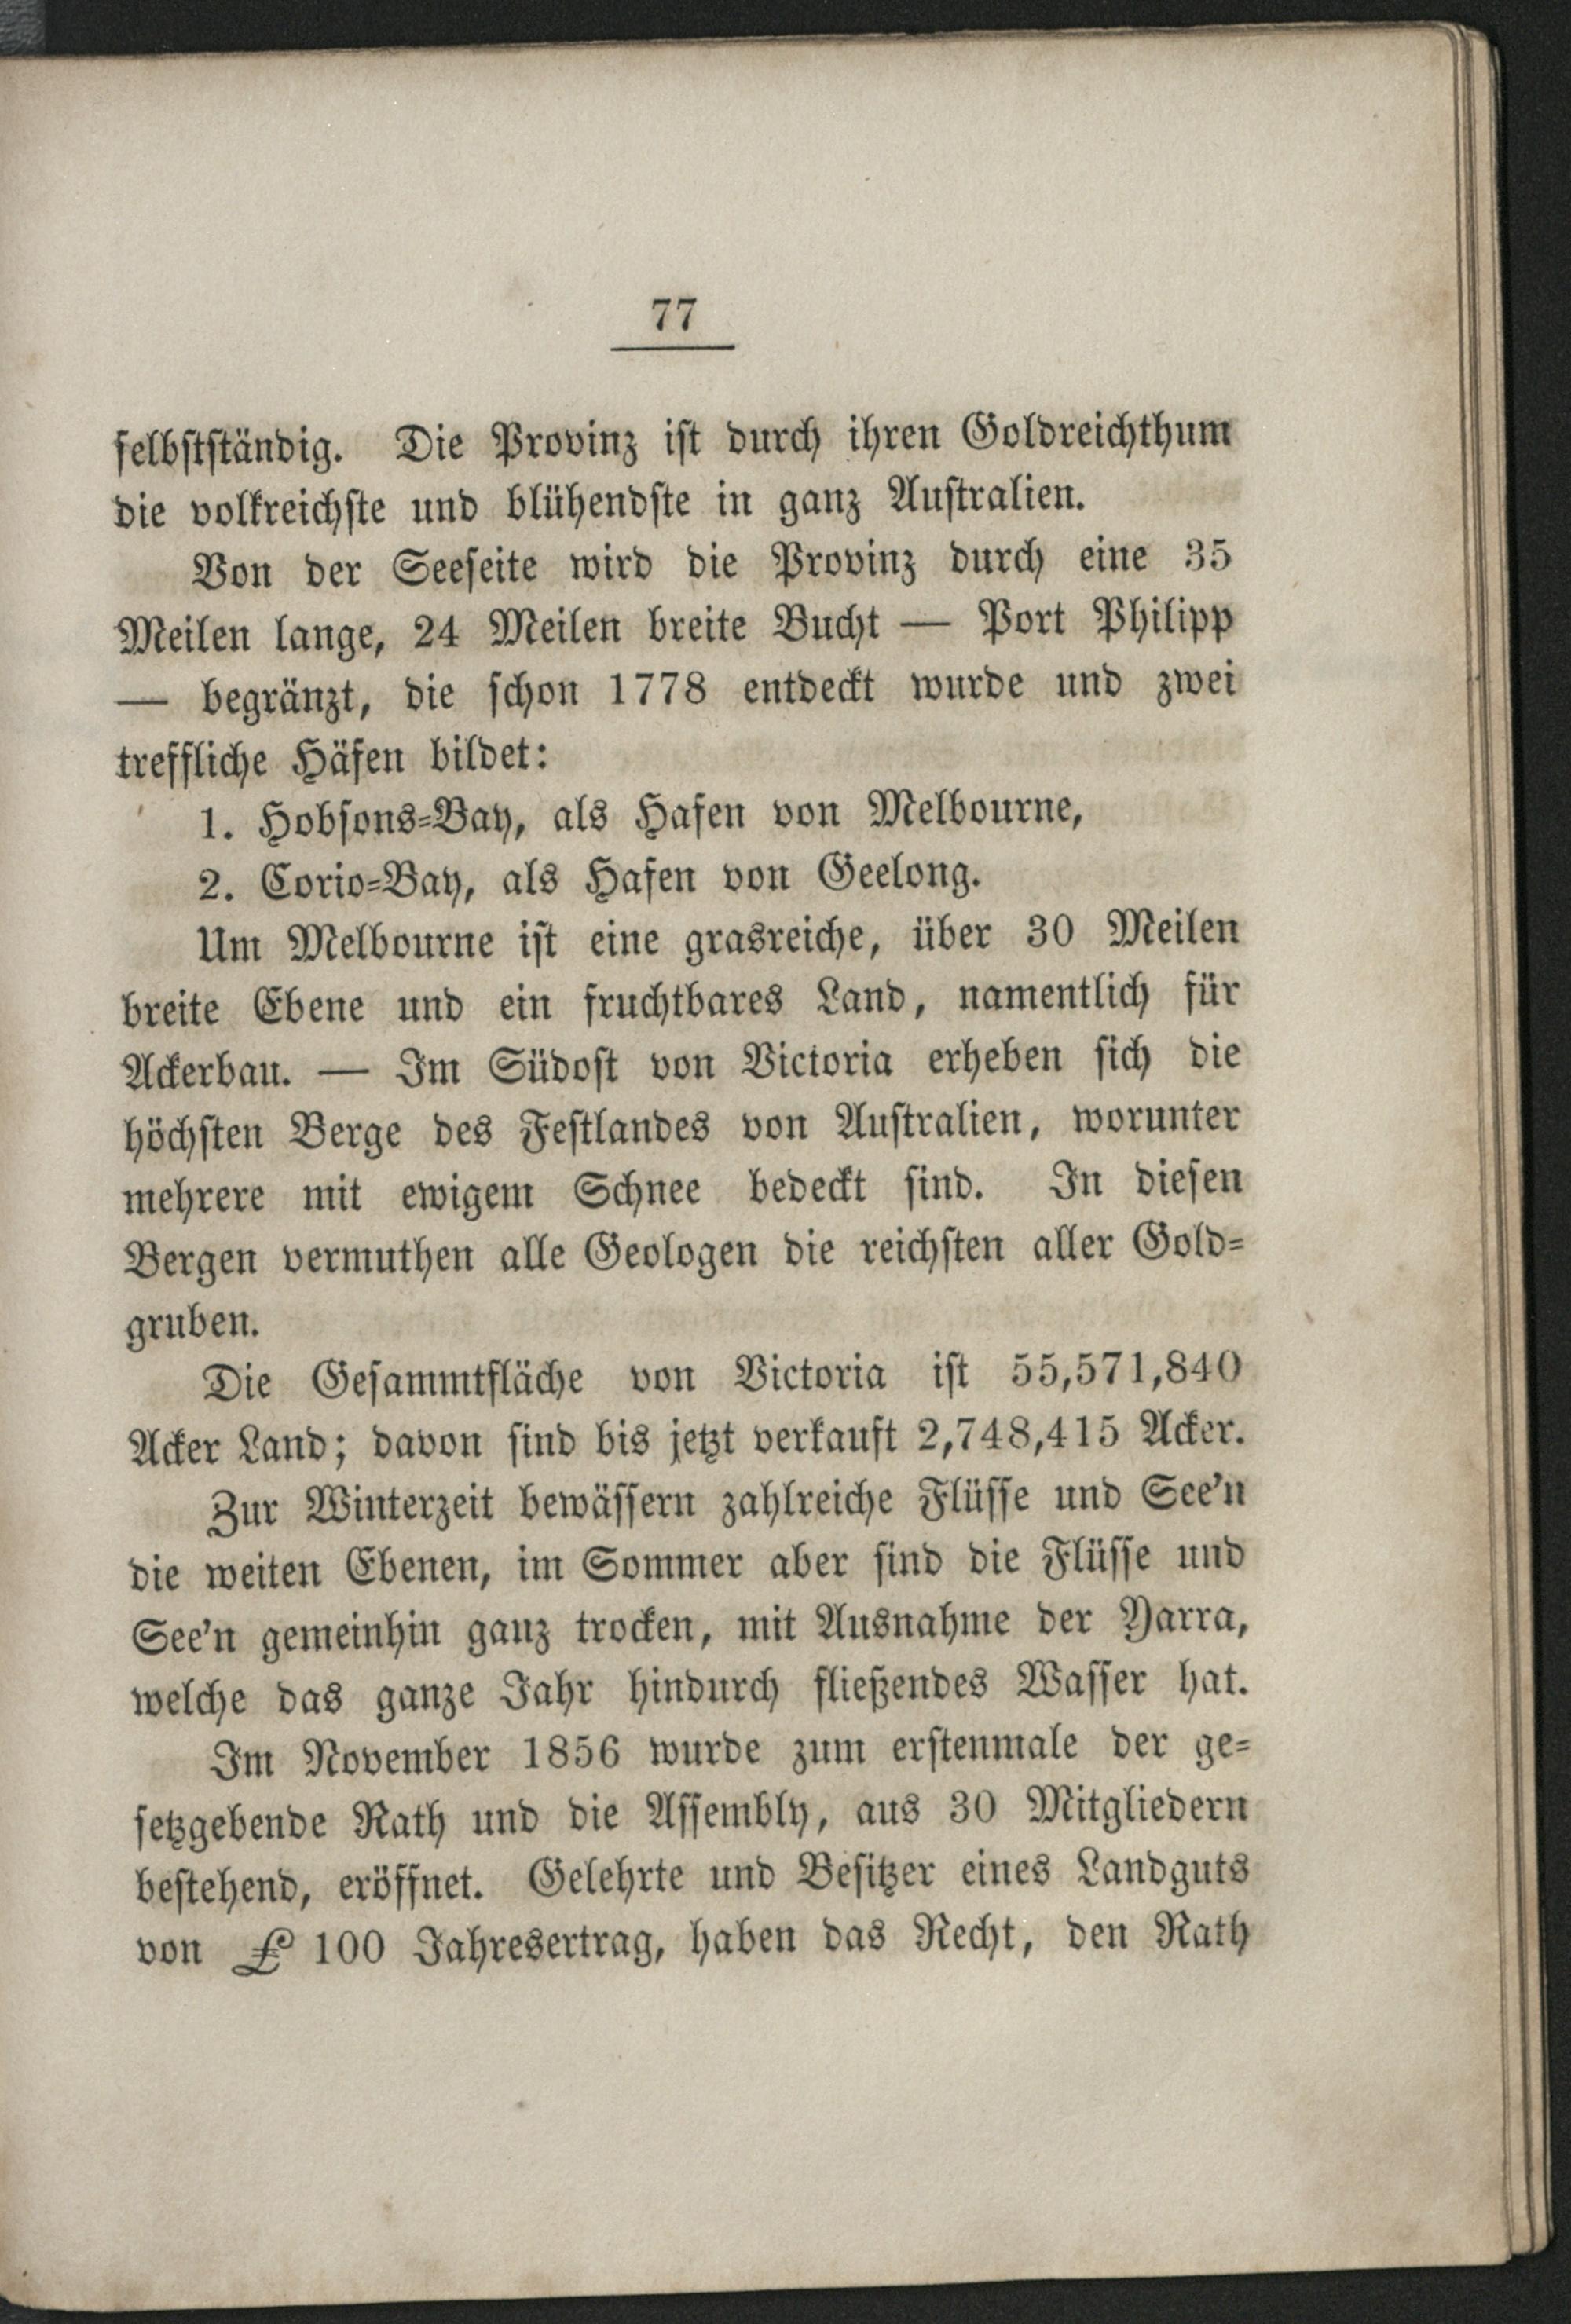 77
selbstständig. Die Provinz ist durch ihren Goldreichthum
die volkreichste und blühendste in ganz Australien.
Von der Seeseite wird die Provinz durch eine 35
Meilen lange, 24 Meilen breite Bucht — Port Philipp
— begränzt, die schon 1778 entdeckt wurde und zwei
treffliche Häfen bildet:
1. Hobsons-Bay, als Hafen von Melbourne,
2. Corio-Bay, als Hafen von Geelong.
Um Melbourne ist eine grasreiche, über 30 Meilen
breite Ebene und ein fruchtbares Land, namentlich für
Ackerbau. — Im Südost von Victoria erheben sich die
höchsten Berge des Festlandes von Australien, worunter
mehrere mit ewigem Schnee bedeckt sind. In diesen
Bergen vermuthen alle Geologen die reichsten aller Gold-
gruben.
Die Gesammtfläche von Victoria ist 55,571,840
Acker Land; davon sind bis jetzt verkauft 2,748,415 Acker.
Zur Winterzeit bewässern zahlreiche Flüsse und See'n
die weiten Ebenen, im Sommer aber sind die Flüsse und
See'n gemeinhin ganz trocken, mit Ausnahme der Yarra,
welche das ganze Jahr hindurch fließendes Wasser hat.
Im November 1856 wurde zum erstenmale der ge-
setzgebende Rath und die Assembly, aus 30 Mitgliedern
bestehend, eröffnet. Gelehrte und Besitzer eines Landguts
von £ 100 Jahresertrag, haben das Recht, den Rath